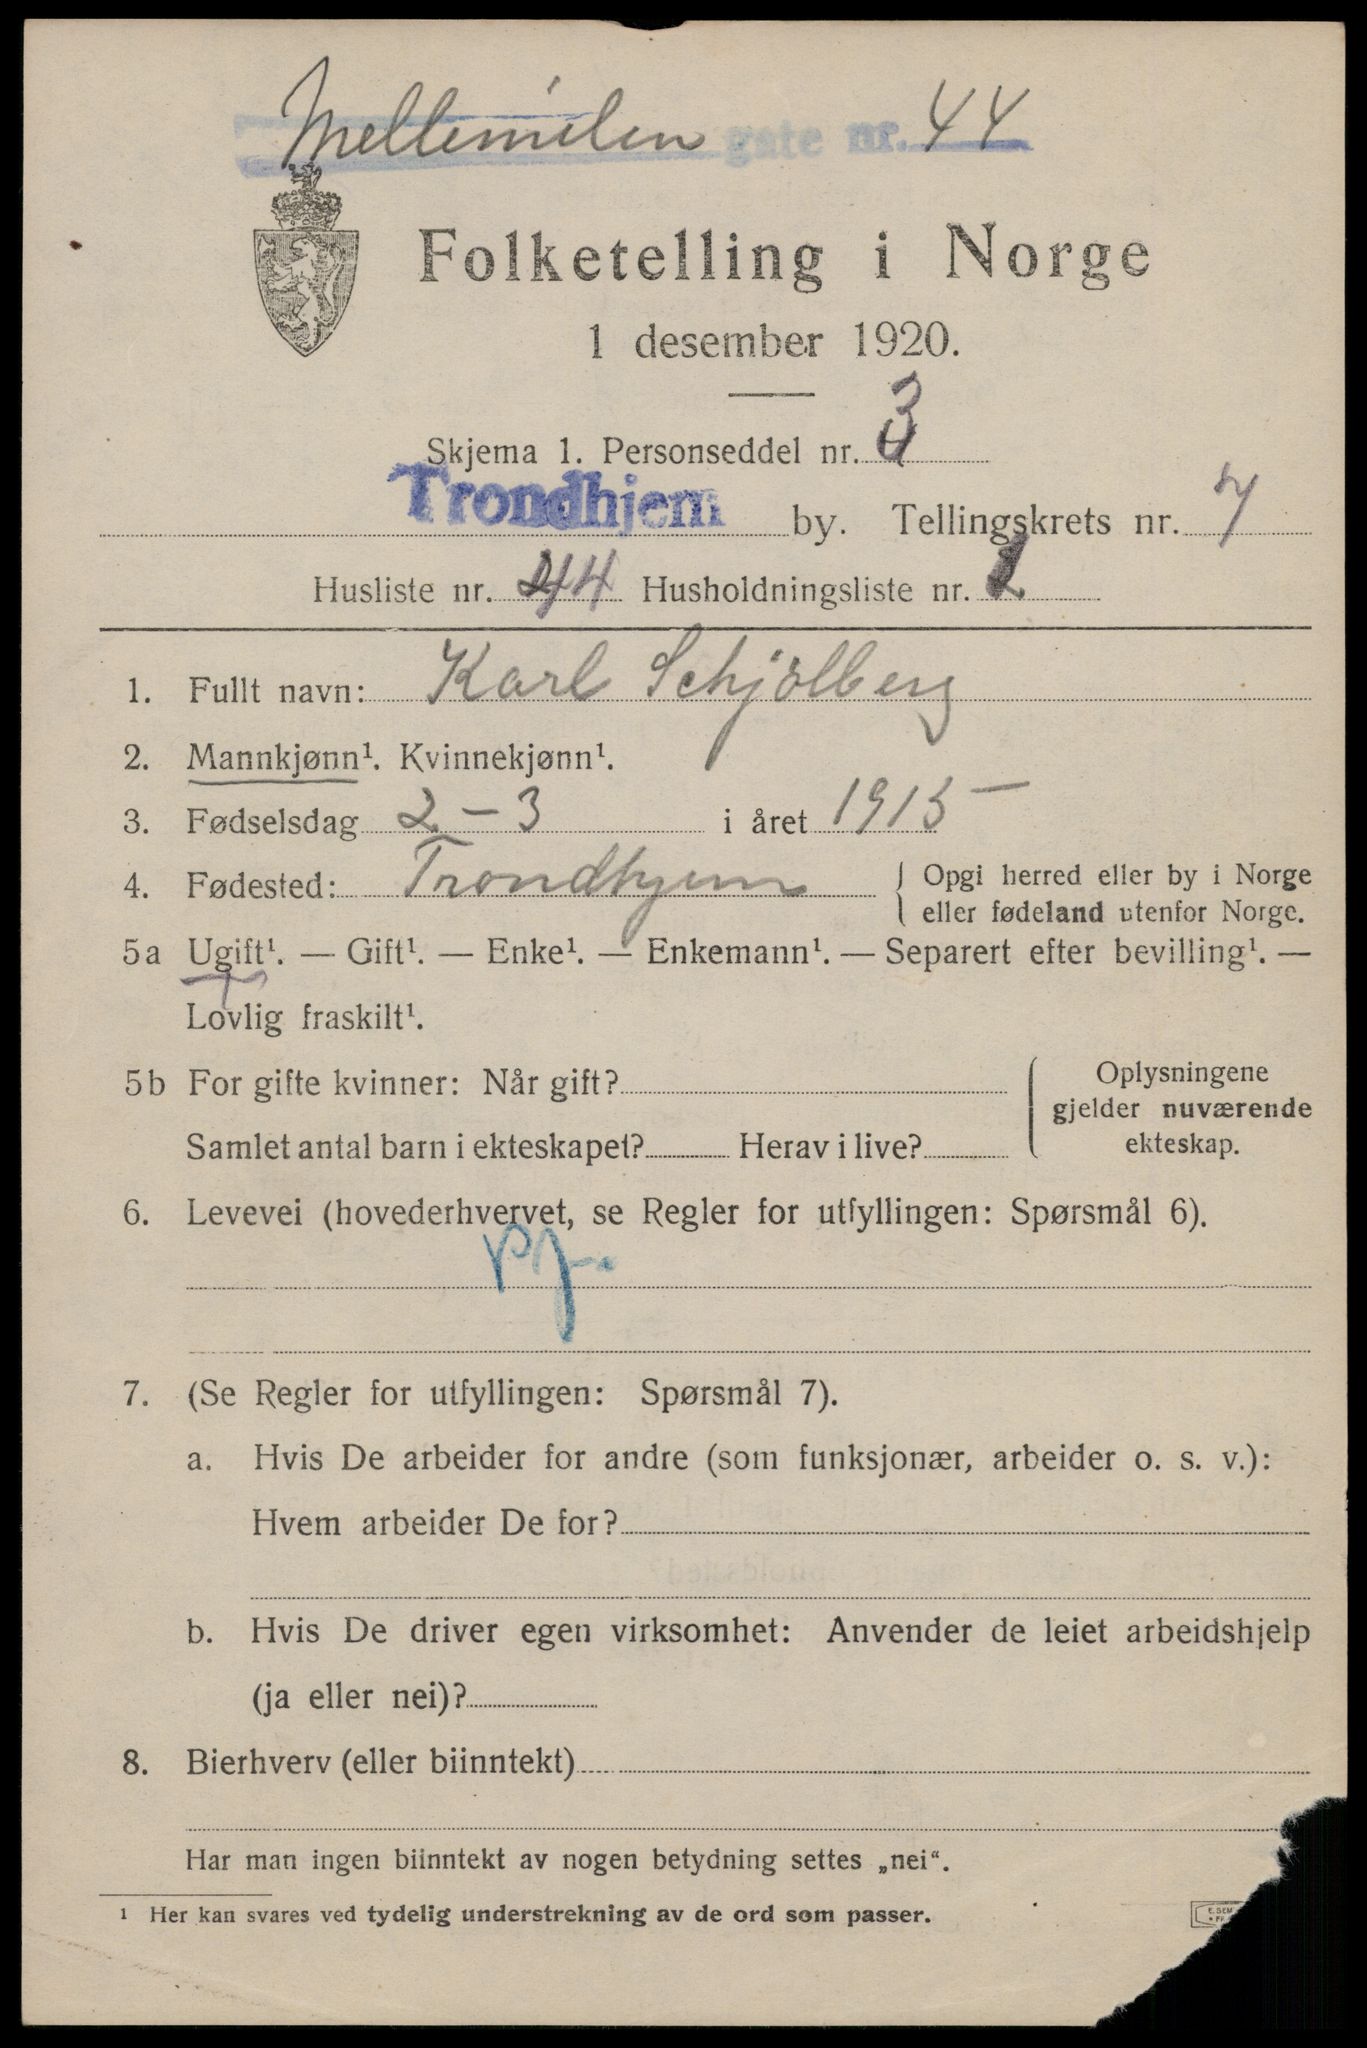 Mellemilen gate nr. 44
Folketelling i Norge
1 desember 1920.
Skjema 1. Personseddel nr. 3
Trondhjem by. Tellingskrets nr. 7
Husliste nr. 44 Husholdningsliste nr. 2
1. Fullt navn: Karl Schjølberg
2. Mannkjønn¹. Kvinnekjønn¹.
3. Fødselsdag 2 - 3 i året 1915
4. Fødested: Trondhjem { Opgi herred eller by i Norge
eller fødeland utenfor Norge.
5a Ugift¹. — Gift¹. — Enke¹. — Enkemann¹. — Separert efter bevilling¹. —
Lovlig fraskilt¹.
5b For gifte kvinner: Når gift?
Samlet antal barn i ekteskapet? Herav i live?
Oplysningene
gjelder nuværende
ekteskap.
6. Levevei (hovederhvervet, se Regler for utfyllingen: Spørsmål 6).
7. (Se Regler for utfyllingen: Spørsmål 7).
a. Hvis De arbeider for andre (som funksjonær, arbeider o. s. v.):
Hvem arbeider De for?
b. Hvis De driver egen virksomhet: Anvender de leiet arbeidshjelp
(ja eller nei)?
8. Bierhverv (eller biinntekt)
Har man ingen biinntekt av nogen betydning settes „nei".
¹ Her kan svares ved tydelig understrekning av de ord som passer.